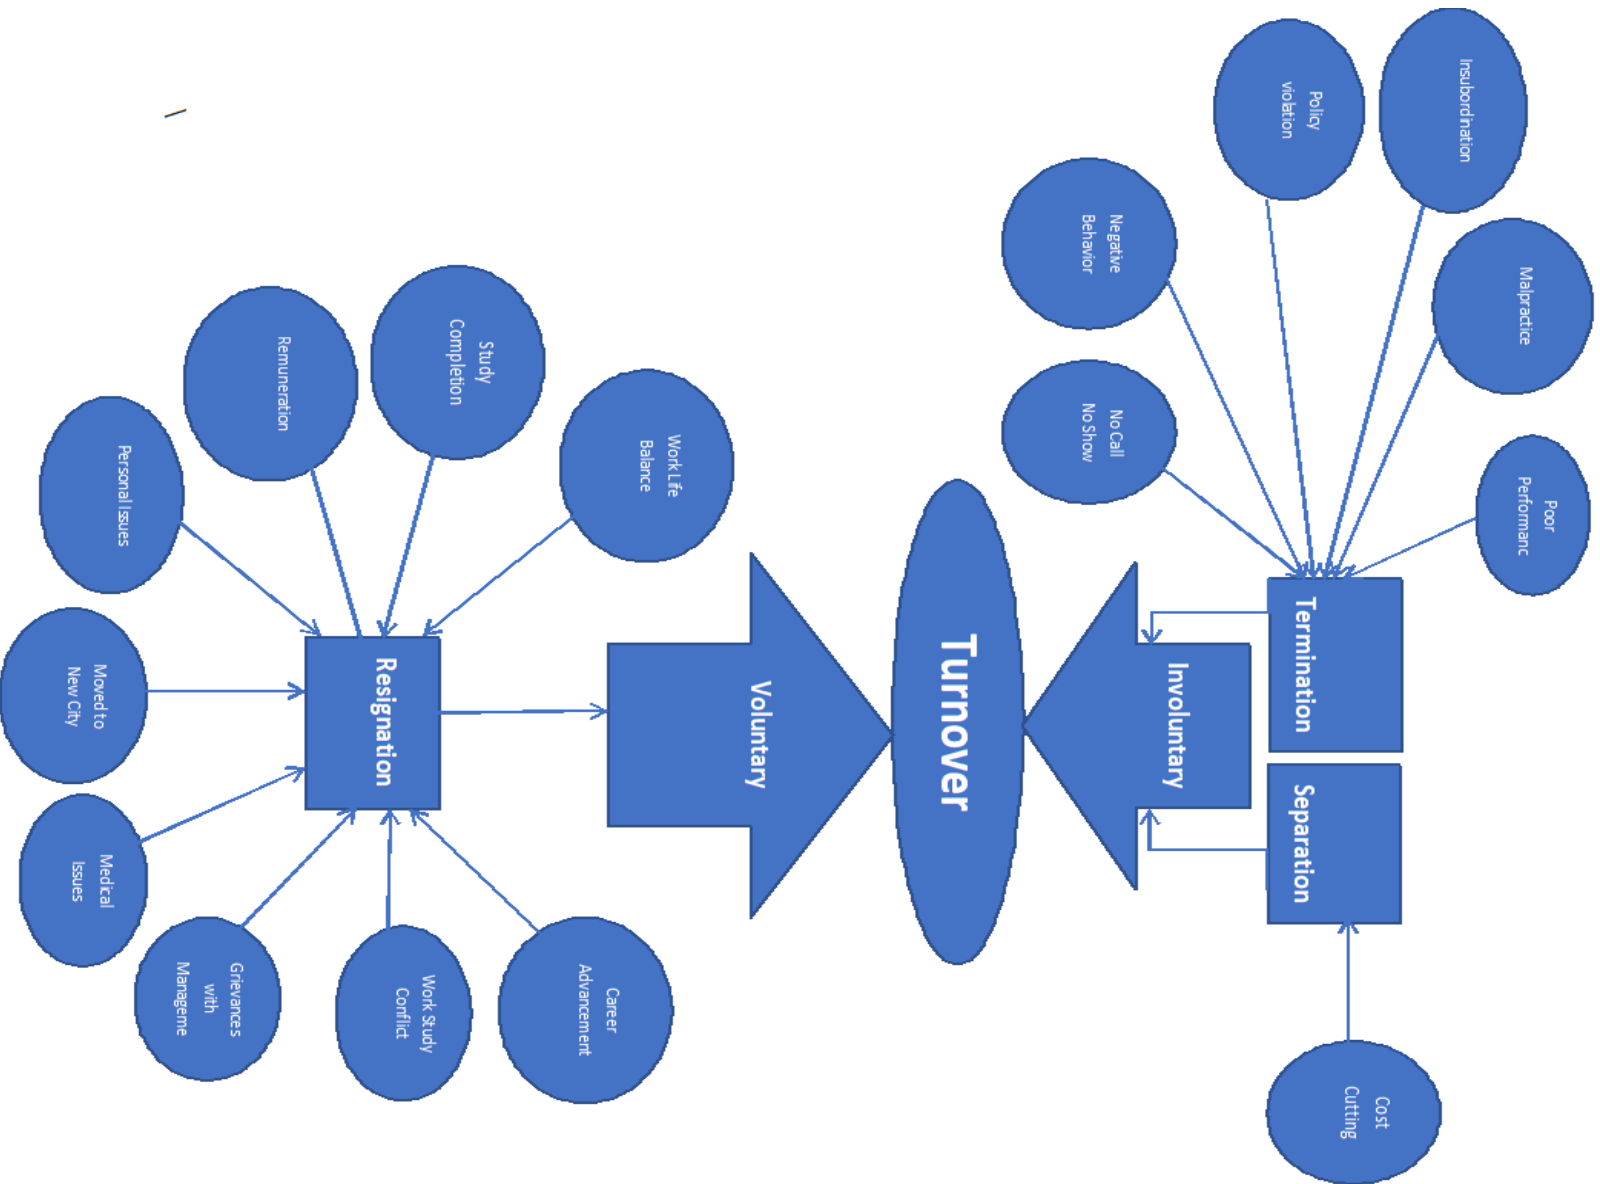 Poor
Performanc
Malpractice
Insubordination
Policy
violation
Negative
Behavior
No Call
No Show
Termination
Separation
Cost
Cutting
Involuntary
Turnover
Voluntary
Resignation
Work Life
Balance
Study
Completion
Remuneration
Personal Issues
Moved to
New City
Medical
Issues
Grievances
with
Manageme
Work Study
Conflict
Career
Advancement